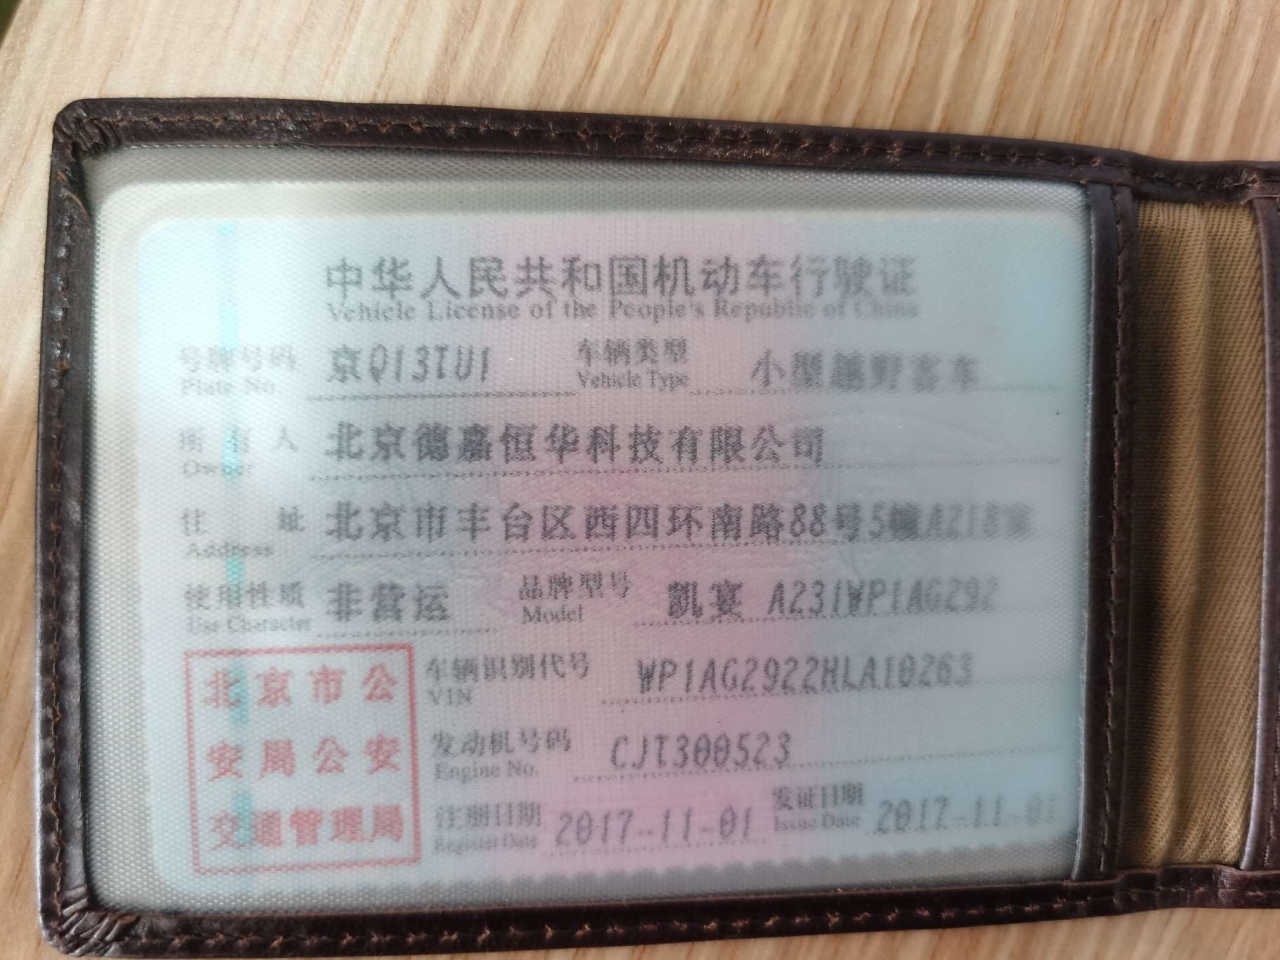 中华人民共和国机动车行驶证
Vehicle License of the People's Republic of China
号牌号码 京Q13TU1 车辆类型 小型越野客车
Plate No. Vehicle Type
所有人 北京德嘉恒华科技有限公司
Owner
住址 北京市丰台区西四环南路88号5幢A218室
Address
使用性质 非营运 品牌型号 凯宴 A231WP1AG292
Use Character Model
北京市公
安局公安
交通管理局
车辆识别代号 WP1AG2922HLA10263
VIN
发动机号码 CJT300523
Engine No.
注册日期 2017-11-01 发证日期 2017-11-01
Register Date Issue Date